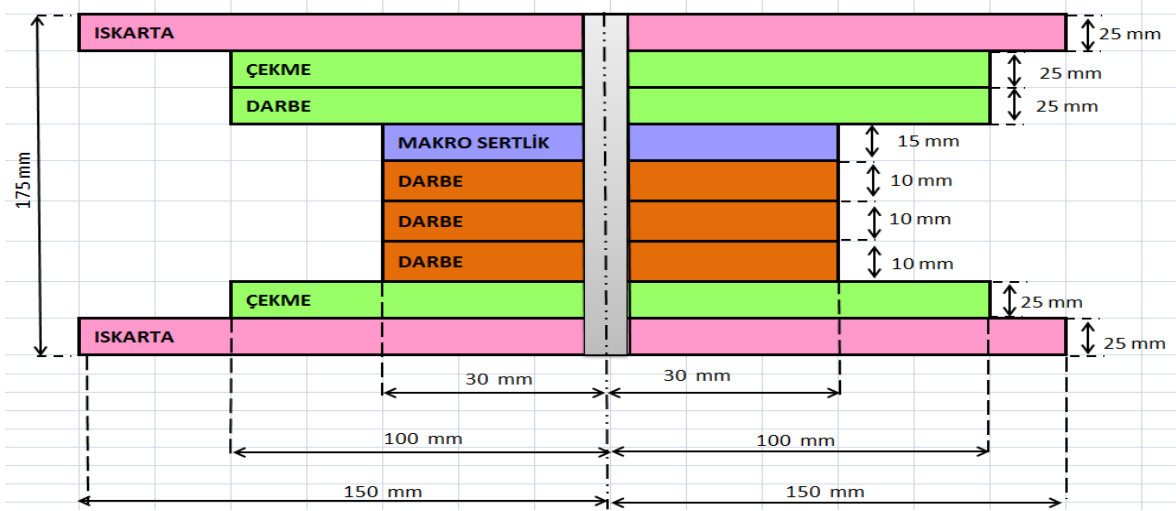 ISKARTA
25 mm
ÇEKME
25 mm
DARBE
25 mm
MAKRO SERTLİK
15 mm
DARBE
10 mm
DARBE
10 mm
DARBE
10 mm
ÇEKME
25 mm
ISKARTA
25 mm
175 mm
30 mm
30 mm
100 mm
100 mm
150 mm
150 mm